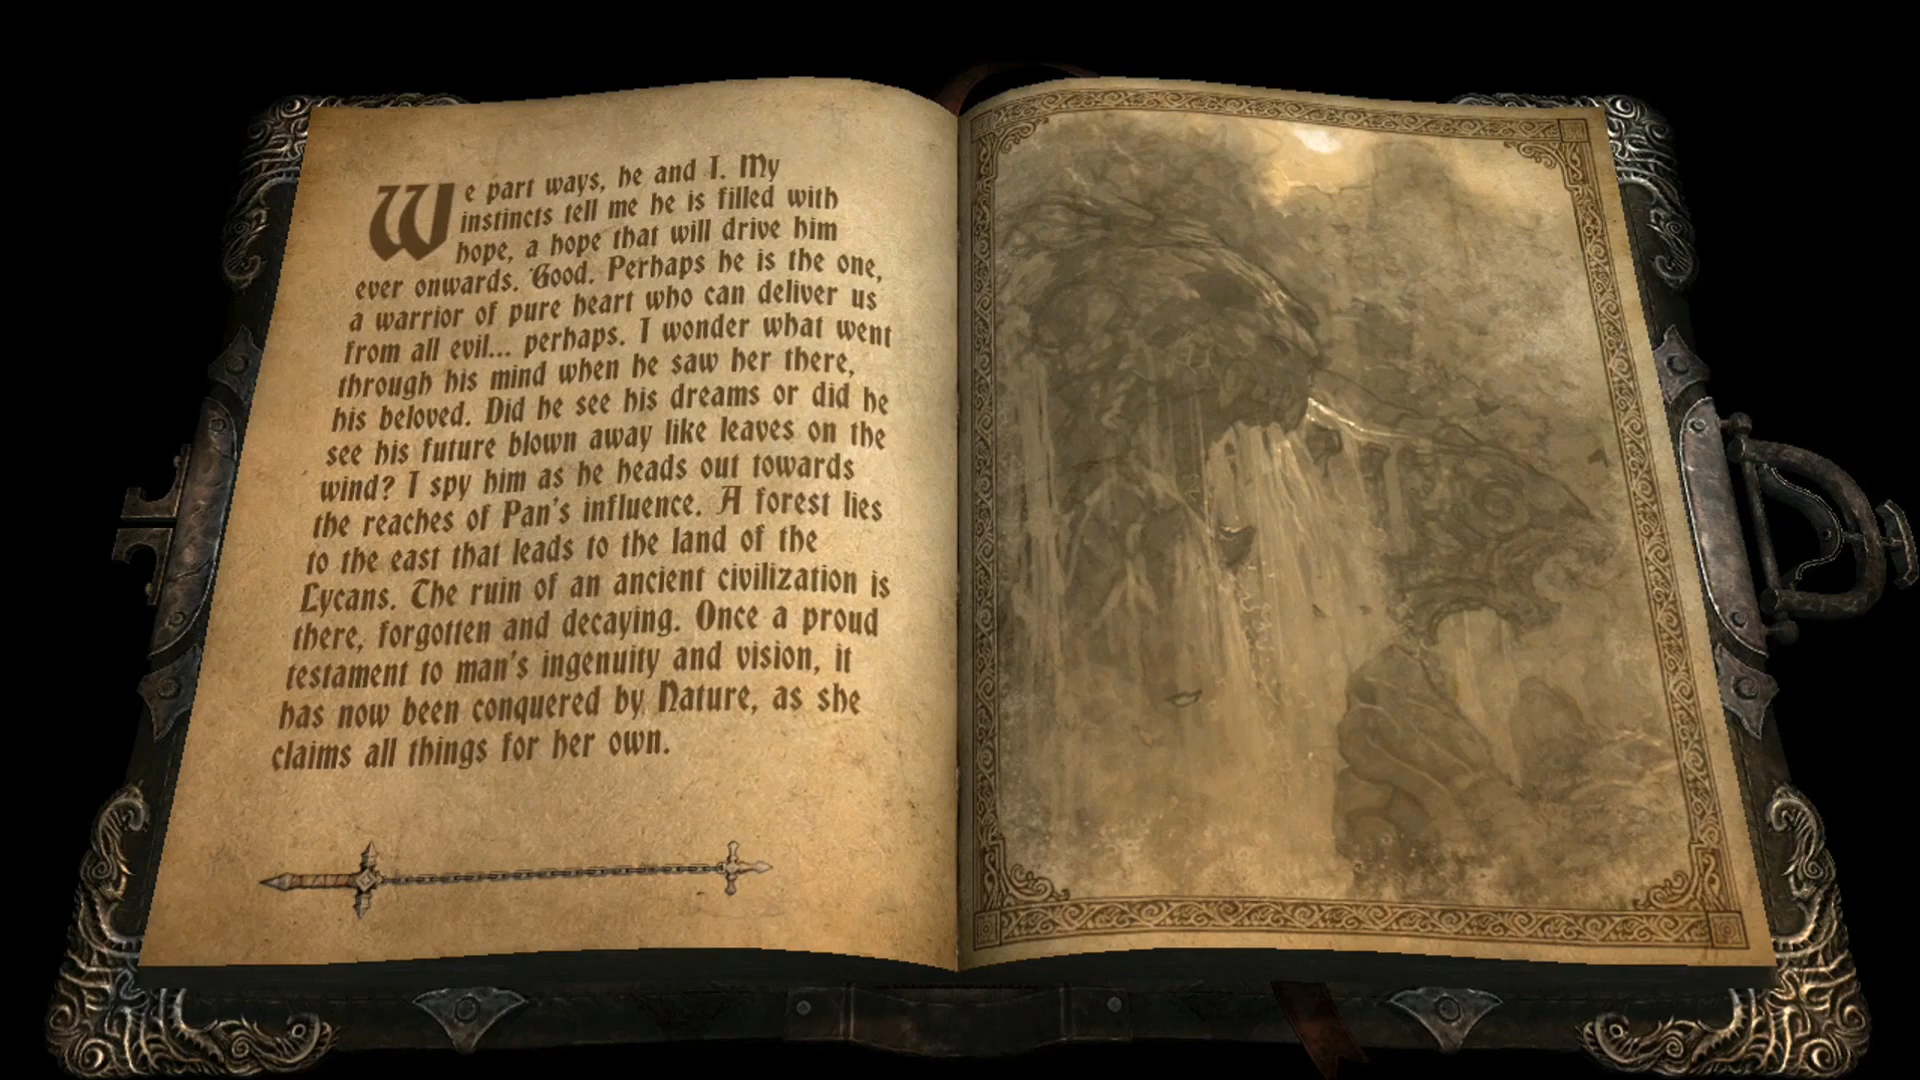 We part ways, he and I. My
instincts tell me he is filled with
hope, a hope that will drive him
ever onwards. Good. Perhaps he is the one,
a warrior of pure heart who can deliver us
from all evil... perhaps. I wonder what went
through his mind when he saw her there,
his beloved. Did he see his dreams or did he
see his future blown away like leaves on the
wind? I spy him as he heads out towards
the reaches of Pan's influence. A forest lies
to the east that leads to the land of the
Lycans. The ruin of an ancient civilization is
there, forgotten and decaying. Once a proud
testament to man's ingenuity and vision, it
has now been conquered by Nature, as she
claims all things for her own.